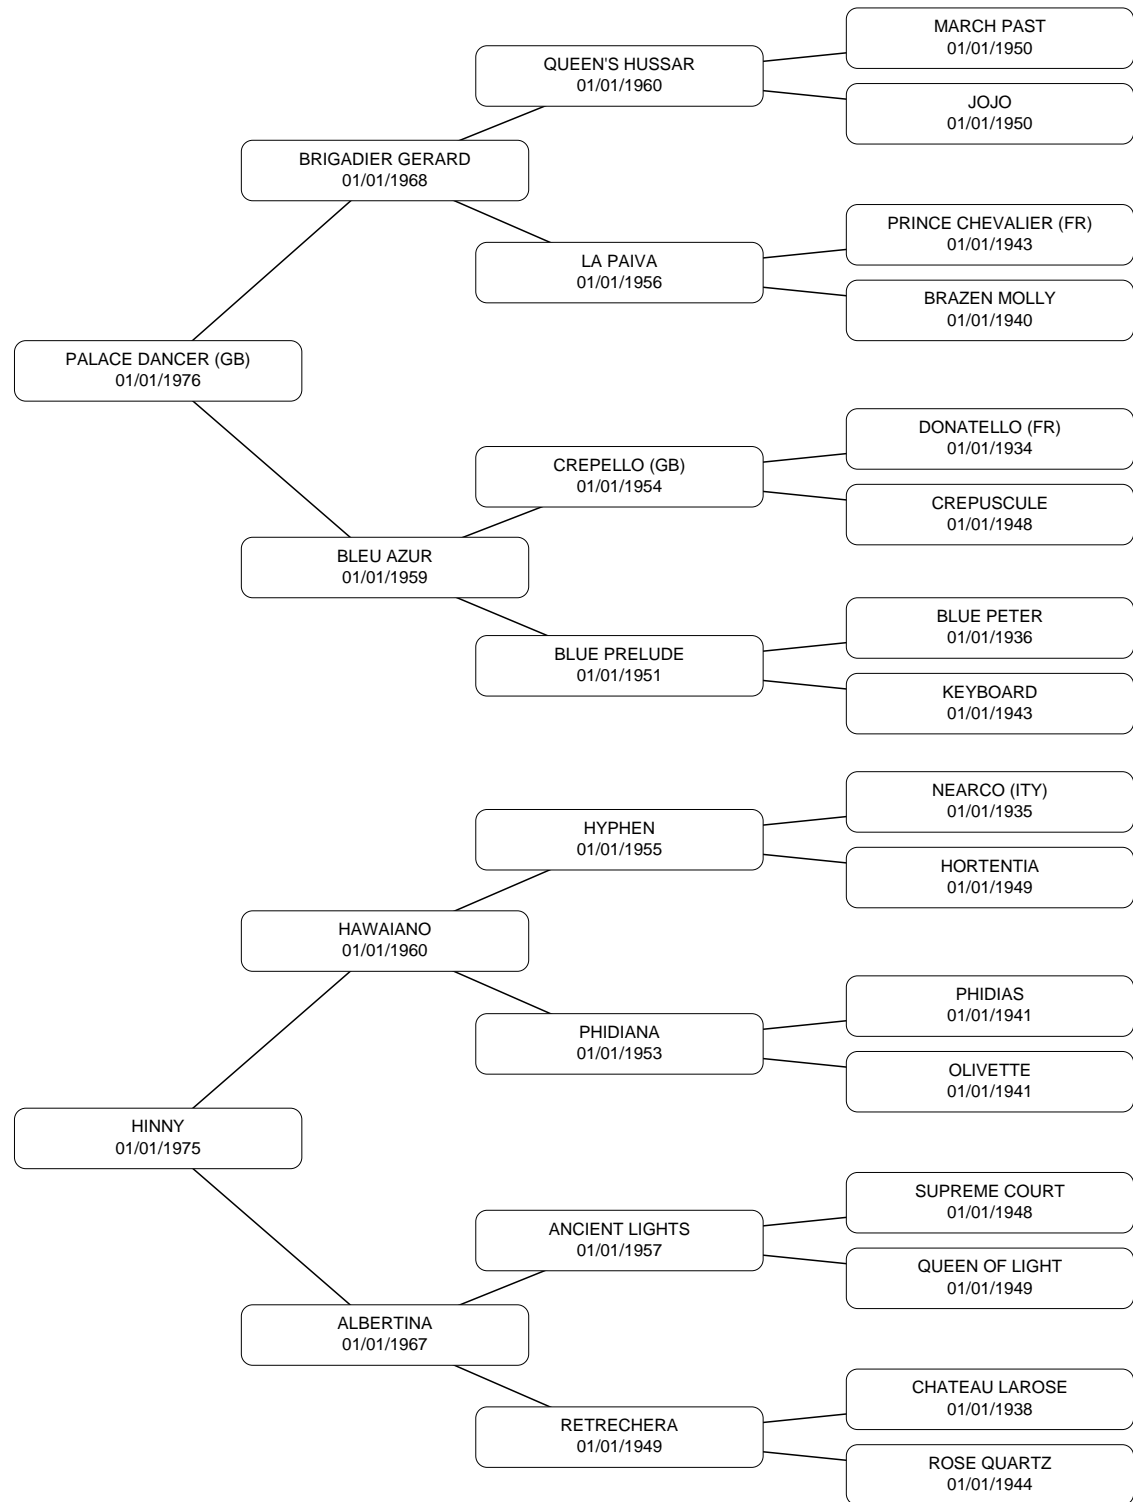 MARCH PAST
01/01/1950
QUEEN'S HUSSAR
01/01/1960
JOJO
01/01/1950
BRIGADIER GERARD
01/01/1968
PRINCE CHEVALIER (FR)
01/01/1943
LA PAIVA
01/01/1956
BRAZEN MOLLY
01/01/1940
PALACE DANCER (GB)
01/01/1976
DONATELLO (FR)
01/01/1934
CREPELLO (GB)
01/01/1954
CREPUSCULE
01/01/1948
BLEU AZUR
01/01/1959
BLUE PETER
01/01/1936
BLUE PRELUDE
01/01/1951
KEYBOARD
01/01/1943
NEARCO (ITY)
01/01/1935
HYPHEN
01/01/1955
HORTENTIA
01/01/1949
HAWAIANO
01/01/1960
PHIDIAS
01/01/1941
PHIDIANA
01/01/1953
OLIVETTE
01/01/1941
HINNY
01/01/1975
SUPREME COURT
01/01/1948
ANCIENT LIGHTS
01/01/1957
QUEEN OF LIGHT
01/01/1949
ALBERTINA
01/01/1967
CHATEAU LAROSE
01/01/1938
RETRECHERA
01/01/1949
ROSE QUARTZ
01/01/1944